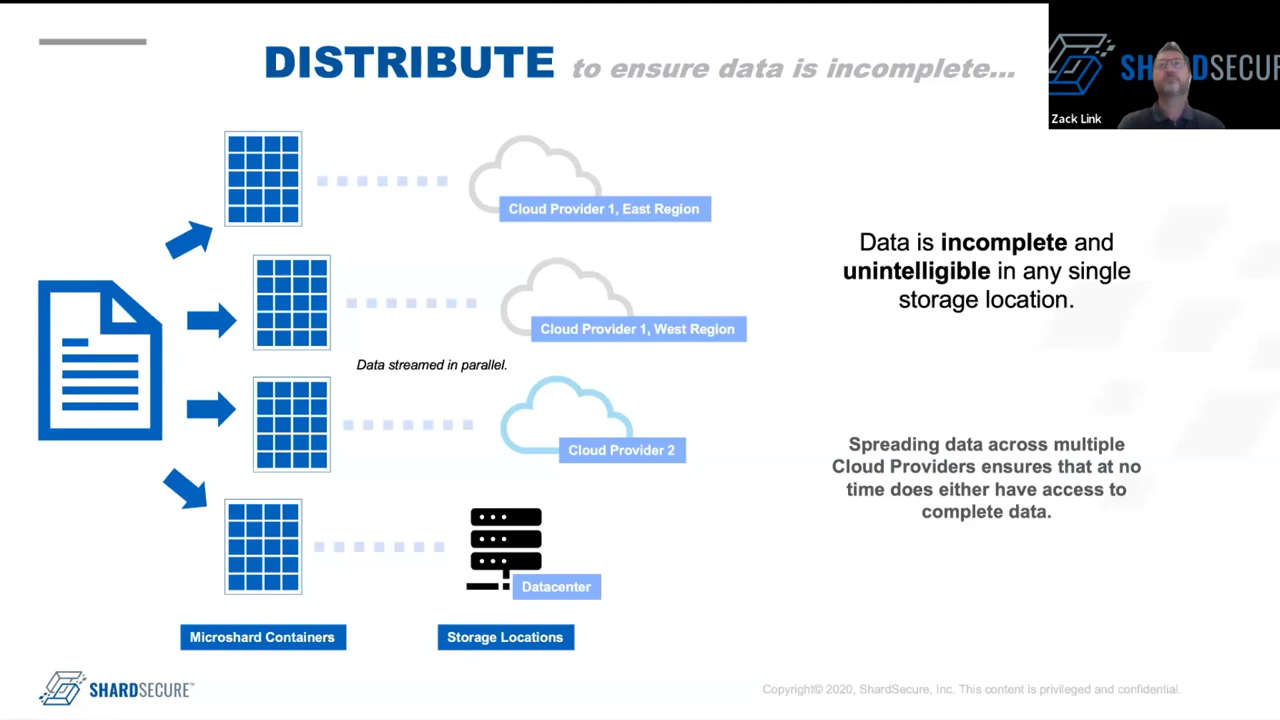 DISTRIBUTE to ensure data is incomplete...
SHARDSECURE
Zack Link
Cloud Provider 1, East Region
Cloud Provider 1, West Region
Data streamed in parallel.
Cloud Provider 2
Datacenter
Microshard Containers
Storage Locations
Data is incomplete and
unintelligible in any single
storage location.
Spreading data across multiple
Cloud Providers ensures that at no
time does either have access to
complete data.
SHARDSECURE™
Copyright© 2020, ShardSecure, Inc. This content is privileged and confidential.